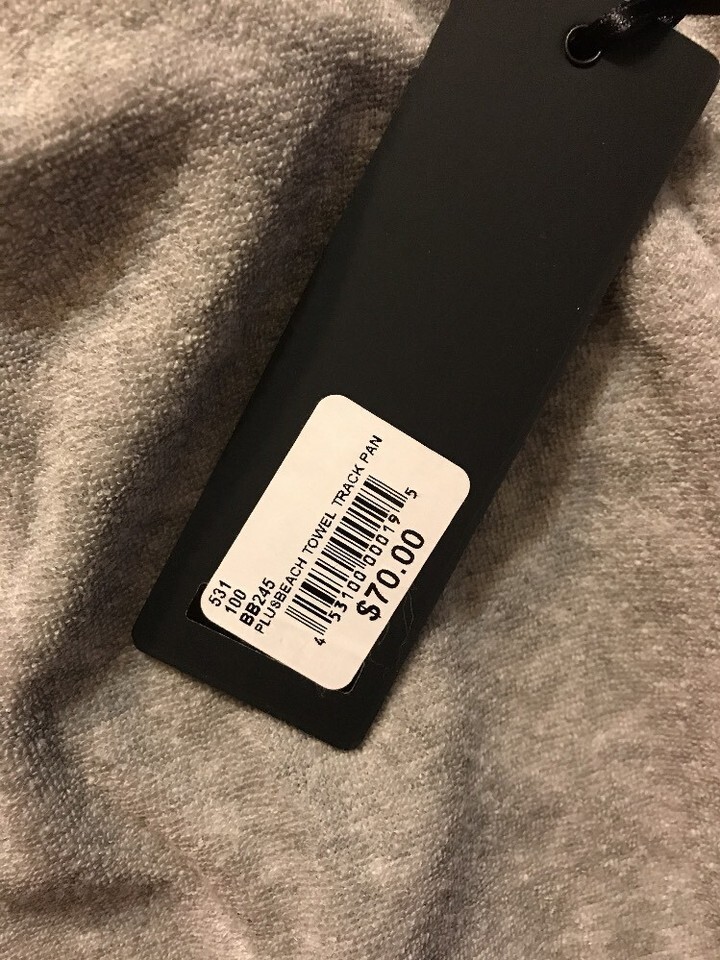 531
100
BB245
PLUSBEACH TOWEL TRACK PAN
4 53100 00019 5
$70.00